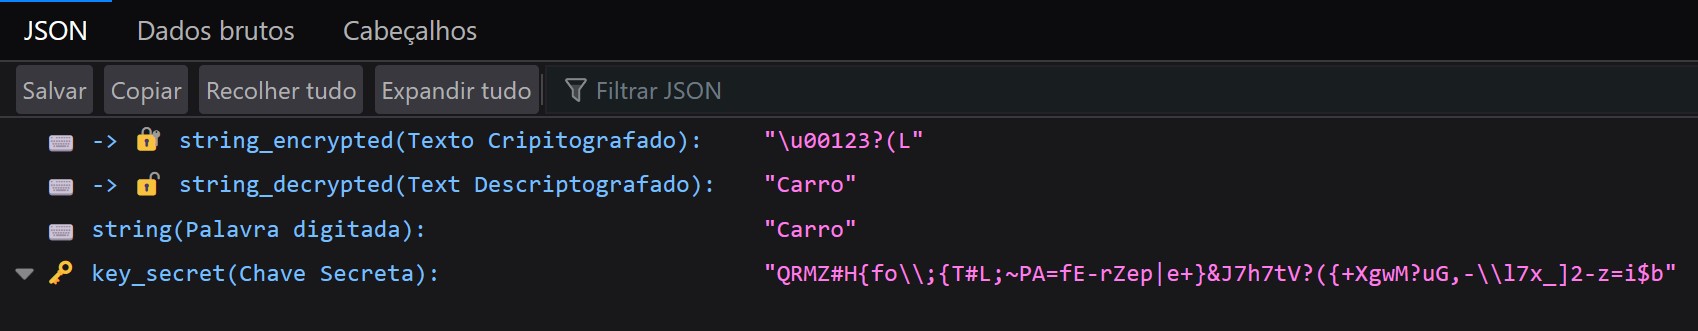 JSON Dados brutos Cabeçalhos
Salvar Copiar Recolher tudo Expandir tudo Filtrar JSON
-> string_encrypted(Texto Cripitografado): "\u00123?(L"
-> string_decrypted(Text Descriptografado): "Carro"
string(Palavra digitada): "Carro"
key_secret(Chave Secreta): "QRMZ#H{fo\\;{T#L;~PA=fE-rZep|e+}&J7h7tV?({+XgwM?uG,-\\l7x_]2-z=i$b"